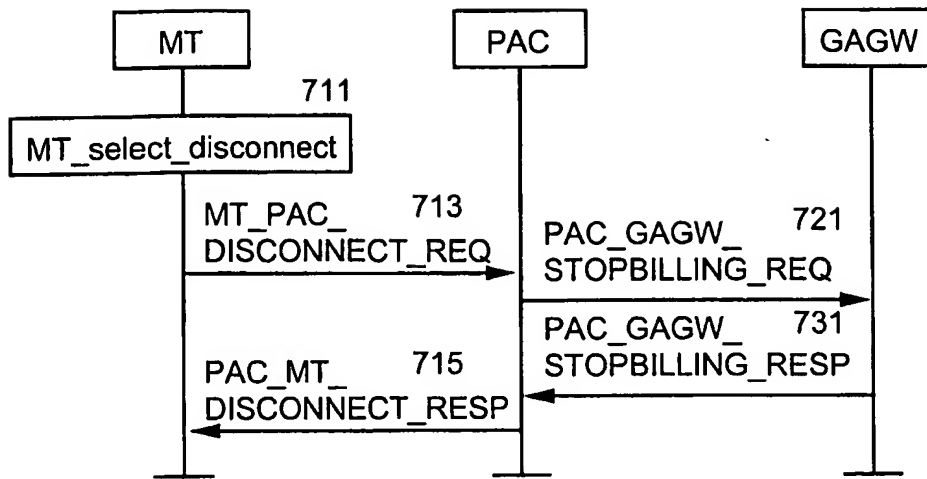 MT
PAC
GAGW
711
MT_select_disconnect
MT_PAC_ 713
DISCONNECT_REQ
PAC_GAGW_ 721
STOPBILLING_REQ
PAC_GAGW_ 731
STOPBILLING_RESP
PAC_MT_ 715
DISCONNECT_RESP